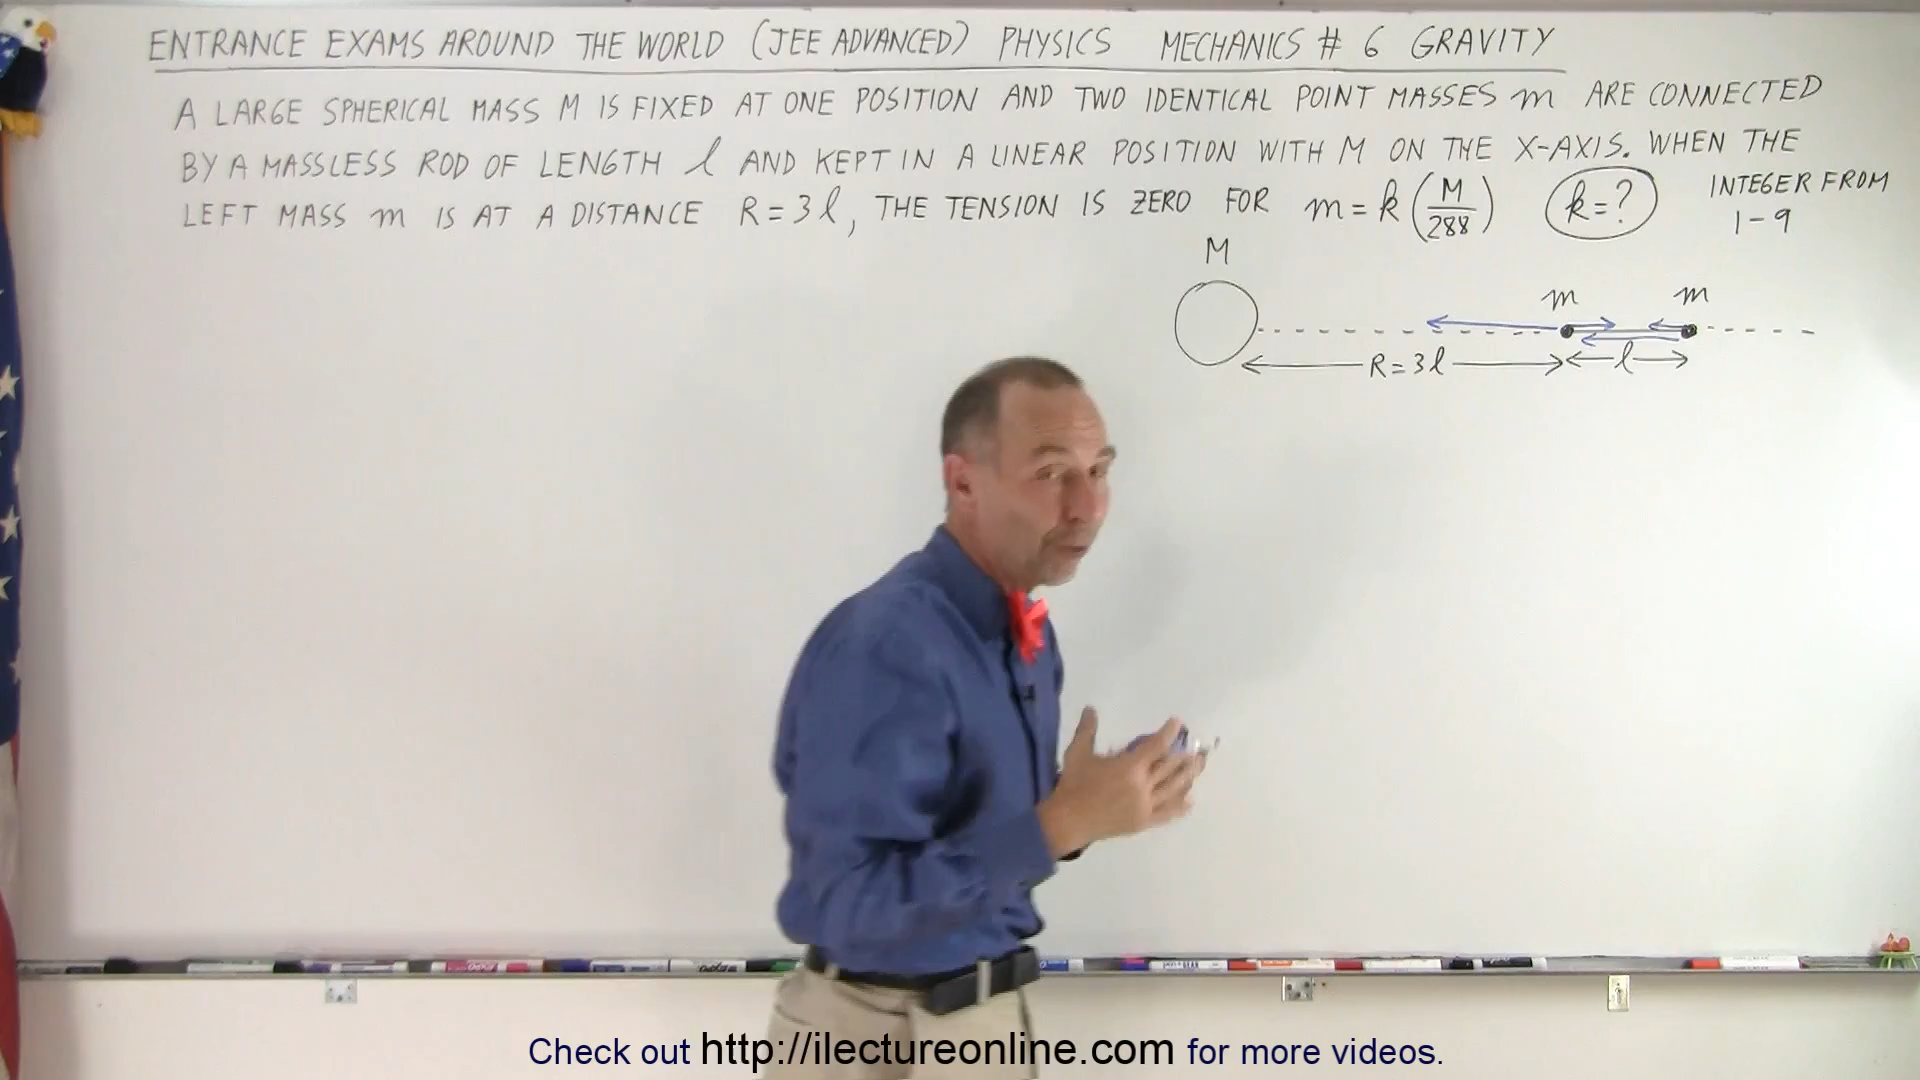 ENTRANCE EXAMS AROUND THE WORLD (JEE ADVANCED) PHYSICS MECHANICS # 6 GRAVITY
A LARGE SPHERICAL MASS M IS FIXED AT ONE POSITION AND TWO IDENTICAL POINT MASSES m ARE CONNECTED
BY A MASSLESS ROD OF LENGTH l AND KEPT IN A LINEAR POSITION WITH M ON THE X-AXIS. WHEN THE
LEFT MASS m IS AT A DISTANCE R = 3l, THE TENSION IS ZERO FOR m = k (M/288) k = ? INTEGER FROM
1 - 9
M
m m
R = 3l l
Check out http://ilectureonline.com for more videos.